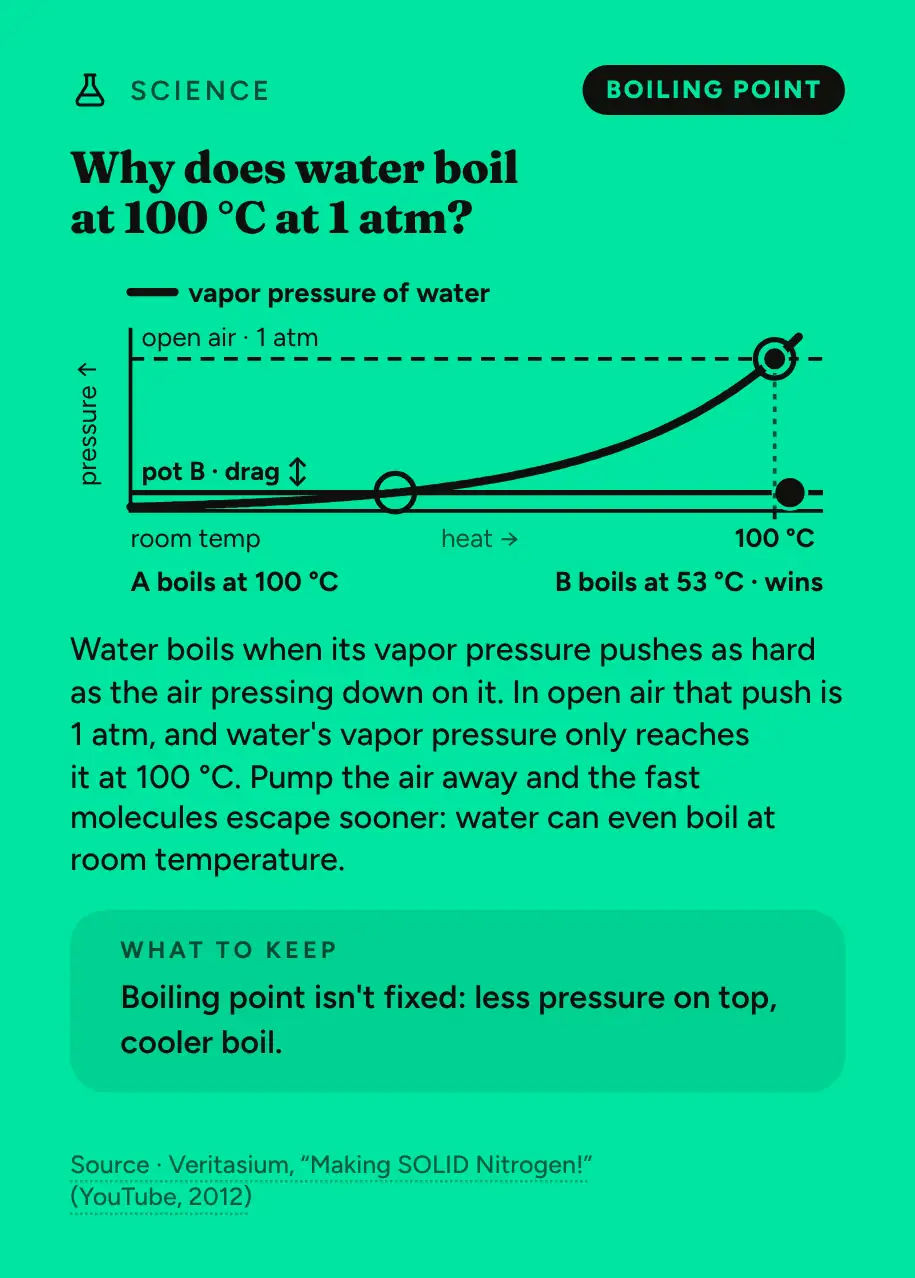 SCIENCE
BOILING POINT
Why does water boil
at 100 °C at 1 atm?
vapor pressure of water
open air · 1 atm
pressure ↑
pot B · drag ↕
room temp
heat →
100 °C
A boils at 100 °C
B boils at 53 °C · wins
Water boils when its vapor pressure pushes as hard
as the air pressing down on it. In open air that push is
1 atm, and water's vapor pressure only reaches
it at 100 °C. Pump the air away and the fast
molecules escape sooner: water can even boil at
room temperature.
WHAT TO KEEP
Boiling point isn't fixed: less pressure on top,
cooler boil.
Source · Veritasium, “Making SOLID Nitrogen!”
(YouTube, 2012)